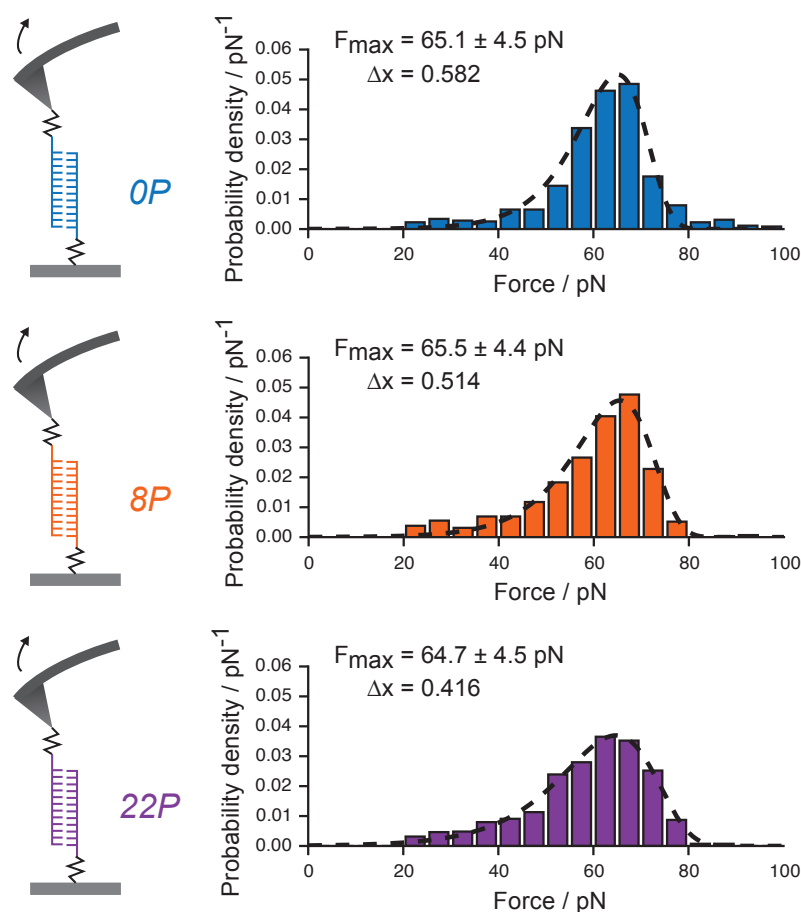 Fmax = 65.1 ± 4.5 pN
Δx = 0.582
0P
Probability density / pN⁻¹
0.06
0.05
0.04
0.03
0.02
0.01
0.00
0 20 40 60 80 100
Force / pN
Fmax = 65.5 ± 4.4 pN
Δx = 0.514
8P
Probability density / pN⁻¹
0.06
0.05
0.04
0.03
0.02
0.01
0.00
0 20 40 60 80 100
Force / pN
Fmax = 64.7 ± 4.5 pN
Δx = 0.416
22P
Probability density / pN⁻¹
0.06
0.05
0.04
0.03
0.02
0.01
0.00
0 20 40 60 80 100
Force / pN